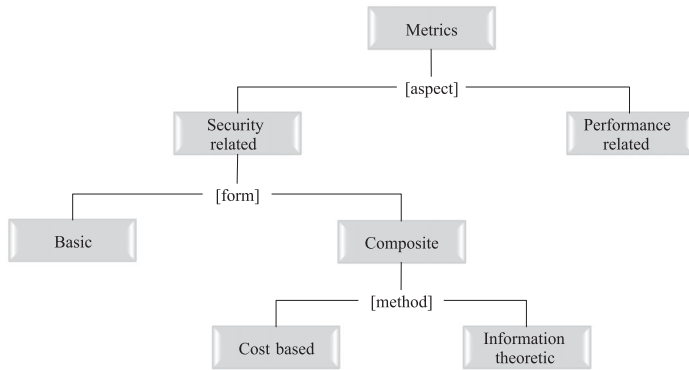 Metrics
[aspect]
Security
related
Performance
related
[form]
Basic
Composite
[method]
Cost based
Information
theoretic